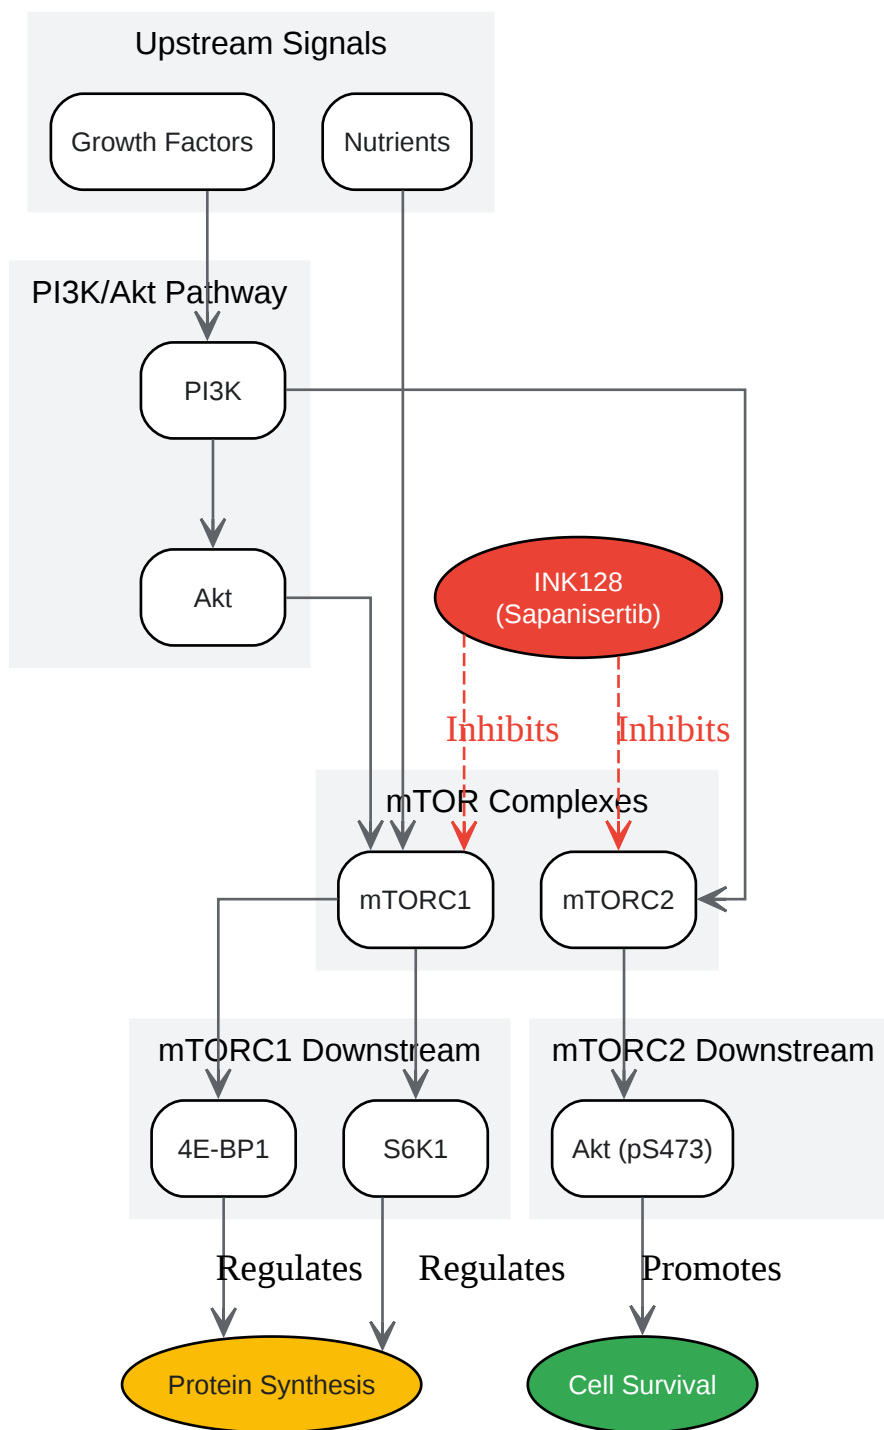 Upstream Signals
Growth Factors
Nutrients
PI3K/Akt Pathway
PI3K
Akt
INK128
(Sapanisertib)
Inhibits
Inhibits
mTOR Complexes
mTORC1
mTORC2
mTORC1 Downstream
mTORC2 Downstream
4E-BP1
S6K1
Akt (pS473)
Regulates
Regulates
Promotes
Protein Synthesis
Cell Survival